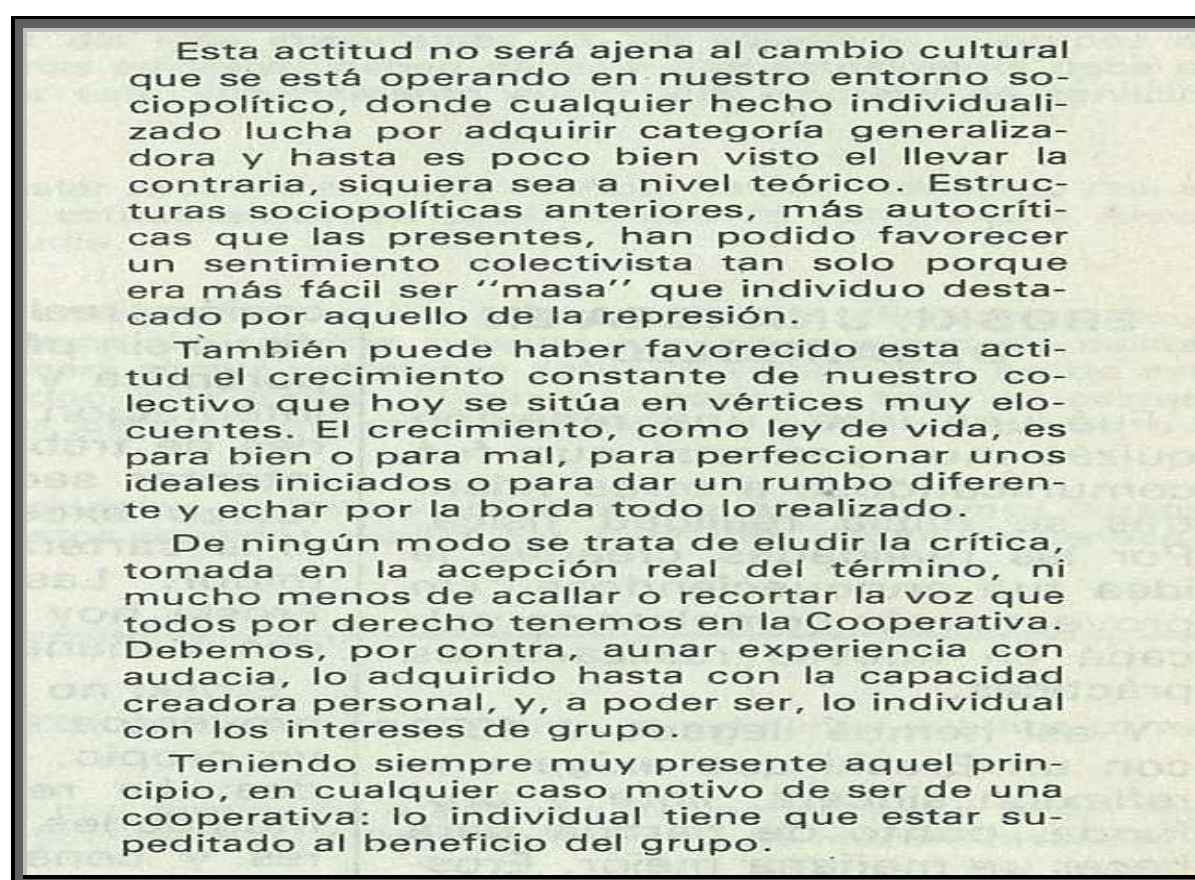 Esta actitud no será ajena al cambio cultural
que se está operando en nuestro entorno so-
ciopolítico, donde cualquier hecho individuali-
zado lucha por adquirir categoría generaliza-
dora y hasta es poco bien visto el llevar la
contraria, siquiera sea a nivel teórico. Estruc-
turas sociopolíticas anteriores, más autocríti-
cas que las presentes, han podido favorecer
un sentimiento colectivista tan solo porque
era más fácil ser ''masa'' que individuo desta-
cado por aquello de la represión.
También puede haber favorecido esta acti-
tud el crecimiento constante de nuestro co-
lectivo que hoy se sitúa en vértices muy elo-
cuentes. El crecimiento, como ley de vida, es
para bien o para mal, para perfeccionar unos
ideales iniciados o para dar un rumbo diferen-
te y echar por la borda todo lo realizado.
De ningún modo se trata de eludir la crítica,
tomada en la acepción real del término, ni
mucho menos de acallar o recortar la voz que
todos por derecho tenemos en la Cooperativa.
Debemos, por contra, aunar experiencia con
audacia, lo adquirido hasta con la capacidad
creadora personal, y, a poder ser, lo individual
con los intereses de grupo.
Teniendo siempre muy presente aquel prin-
cipio, en cualquier caso motivo de ser de una
cooperativa: lo individual tiene que estar su-
peditado al beneficio del grupo.